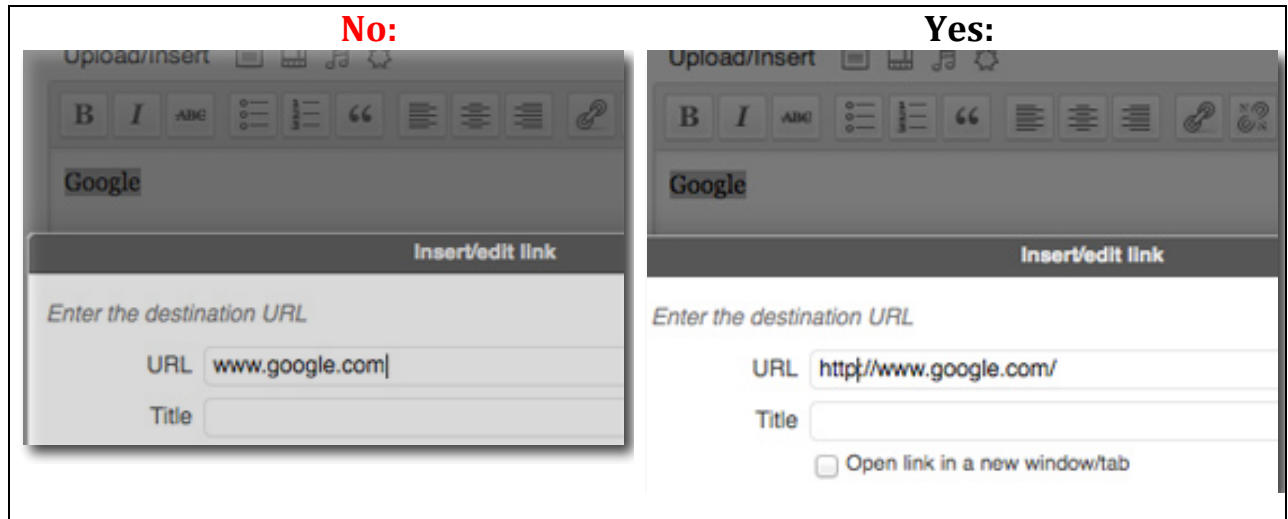 No:
Upload/Insert
B I ABC
Google
Insert/edit link
Enter the destination URL
URL www.google.com
Title
Yes:
Upload/Insert
B I ABC
Google
Insert/edit link
Enter the destination URL
URL http://www.google.com/
Title
Open link in a new window/tab